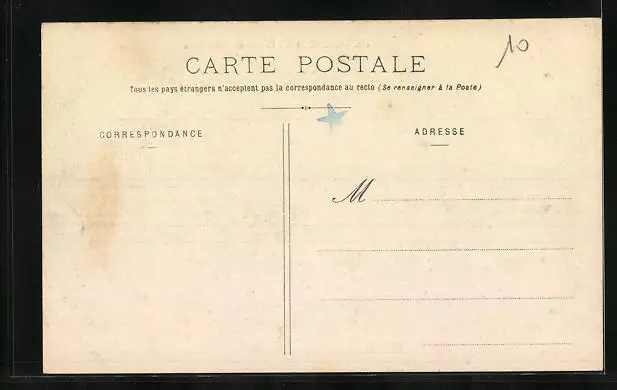 10
CARTE POSTALE
Tous les pays étrangers n'acceptent pas la correspondance au recto (Se renseigner à la Poste)
CORRESPONDANCE
ADRESSE
M